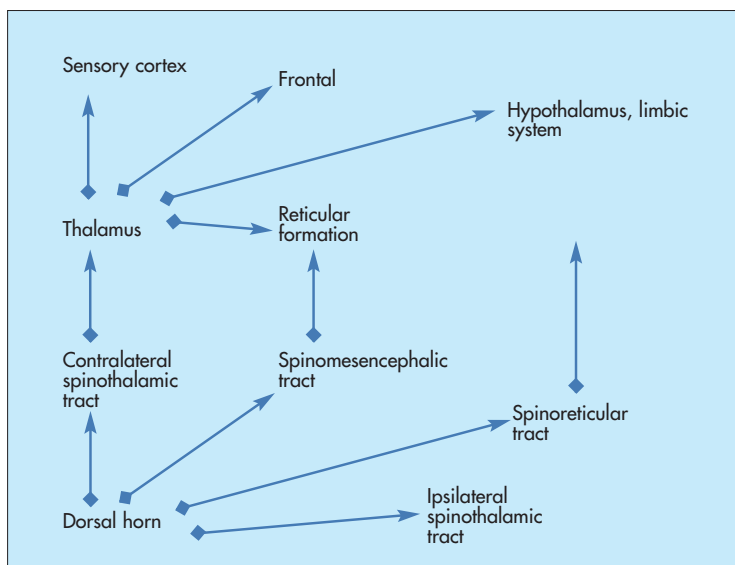 Sensory cortex
Frontal
Hypothalamus, limbic
system
Thalamus
Reticular
formation
Contralateral
spinothalamic
tract
Spinomesencephalic
tract
Spinoreticular
tract
Dorsal horn
Ipsilateral
spinothalamic
tract